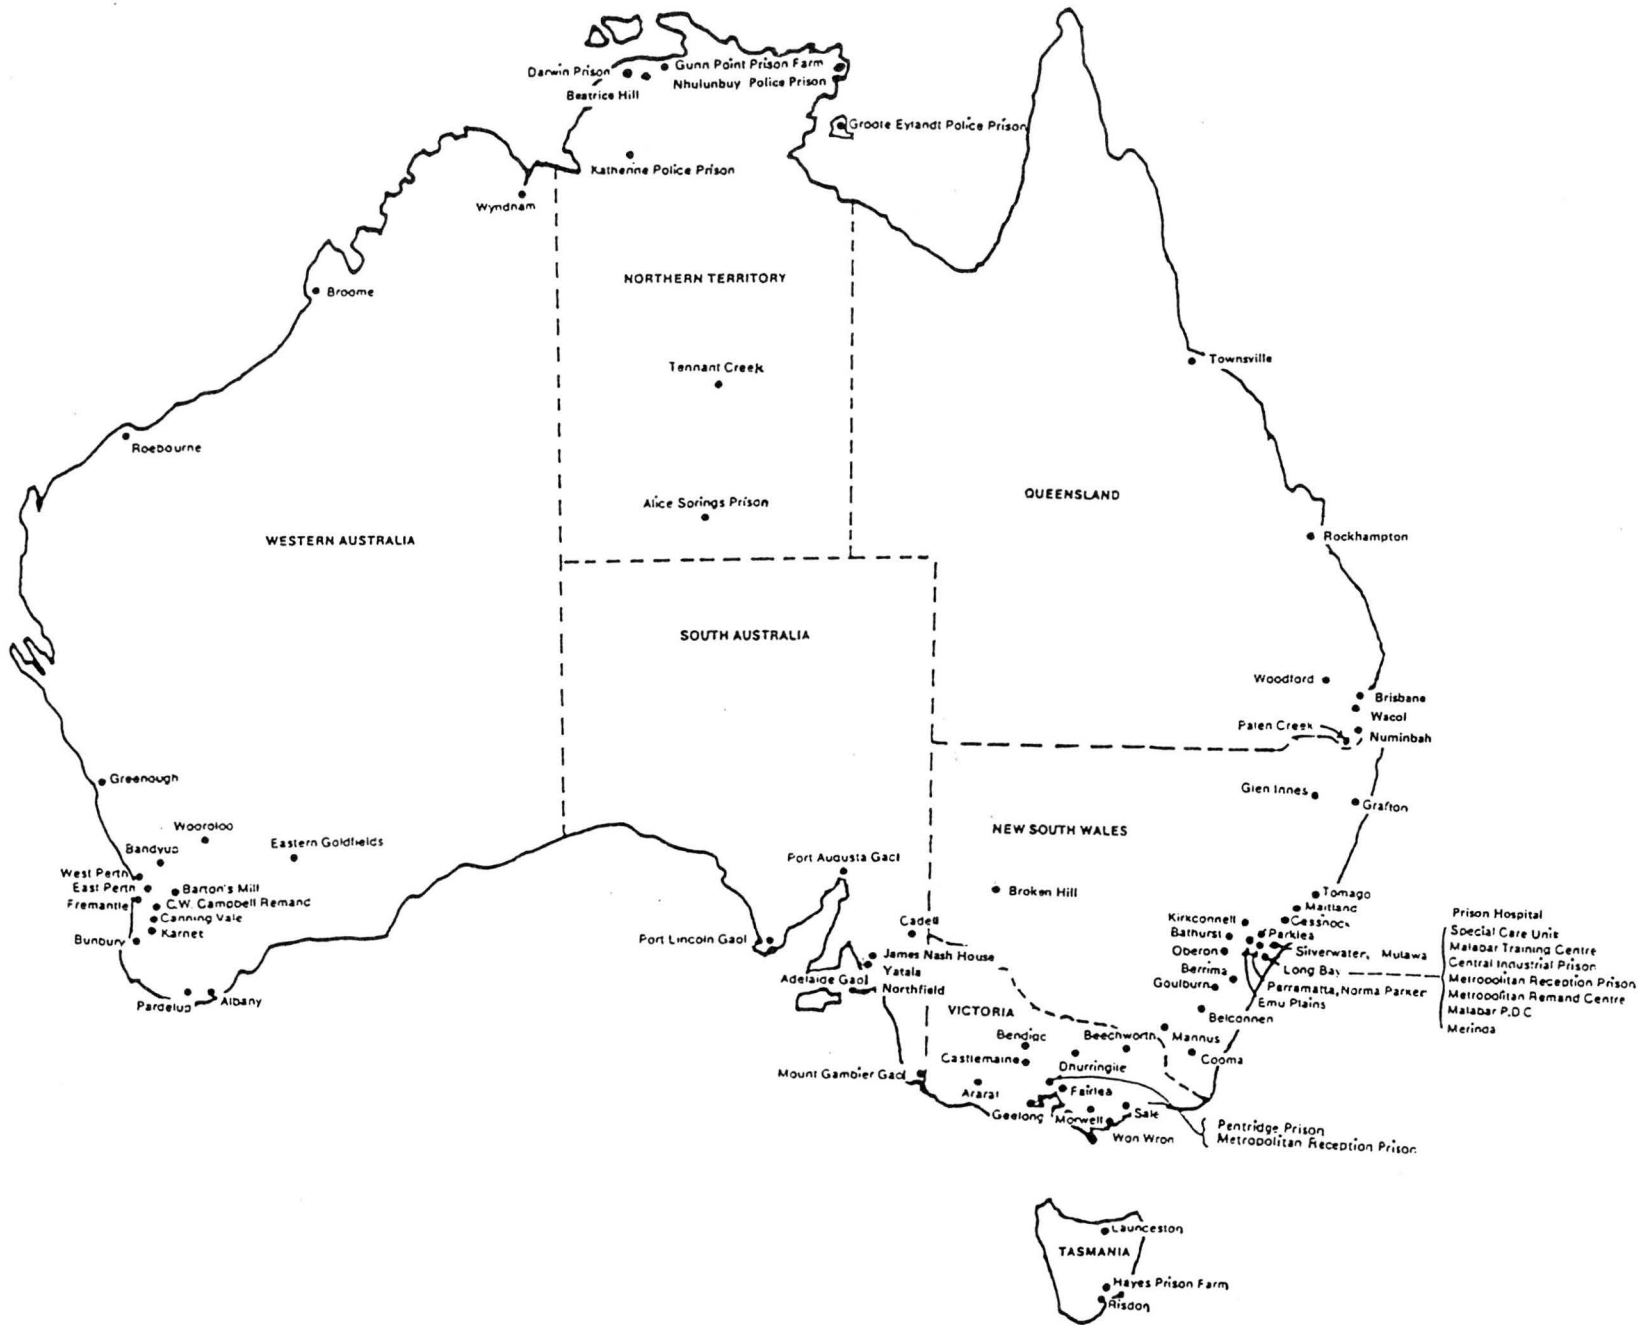 Darwin Prison
Gunn Point Prison Farm
Beatrice Hill
Nhulunbuy Police Prison
Groote Eylandt Police Prison
Katherine Police Prison
Wyndham
NORTHERN TERRITORY
Broome
Tennant Creek
Townsville
Roebourne
Alice Springs Prison
QUEENSLAND
WESTERN AUSTRALIA
Rockhampton
SOUTH AUSTRALIA
Woodford
Brisbane
Wacol
Palen Creek
Numinbah
Greenough
Glen Innes
Grafton
Wooroloo
NEW SOUTH WALES
Bandyup
Eastern Goldfields
Port Augusta Gaol
West Perth
East Perth
Barton's Mill
Broken Hill
Tomago
Fremantle
C.W. Campbell Remand
Maitland
Canning Vale
Cadell
Kirkconnell
Cessnock
Karnet
Bathurst
Parklea
Bunbury
Port Lincoln Gaol
Oberon
Silverwater, Mulawa
James Nash House
Yatala
Adelaide Gaol
Northfield
Berrima
Long Bay
Goulburn
Parramatta, Norma Parker
Emu Plains
Prison Hospital
Special Care Unit
Malabar Training Centre
Central Industrial Prison
Metropolitan Reception Prison
Metropolitan Remand Centre
Malabar P.D C
Merinda
Pardelup
Albany
VICTORIA
Belconnen
Bendigo
Beechworth
Mannus
Castlemaine
Dhurringile
Cooma
Mount Gambier Gaol
Ararat
Fairlea
Geelong
Morwell
Sale
Won Wron
Pentridge Prison
Metropolitan Reception Prison
Launceston
TASMANIA
Hayes Prison Farm
Risdon